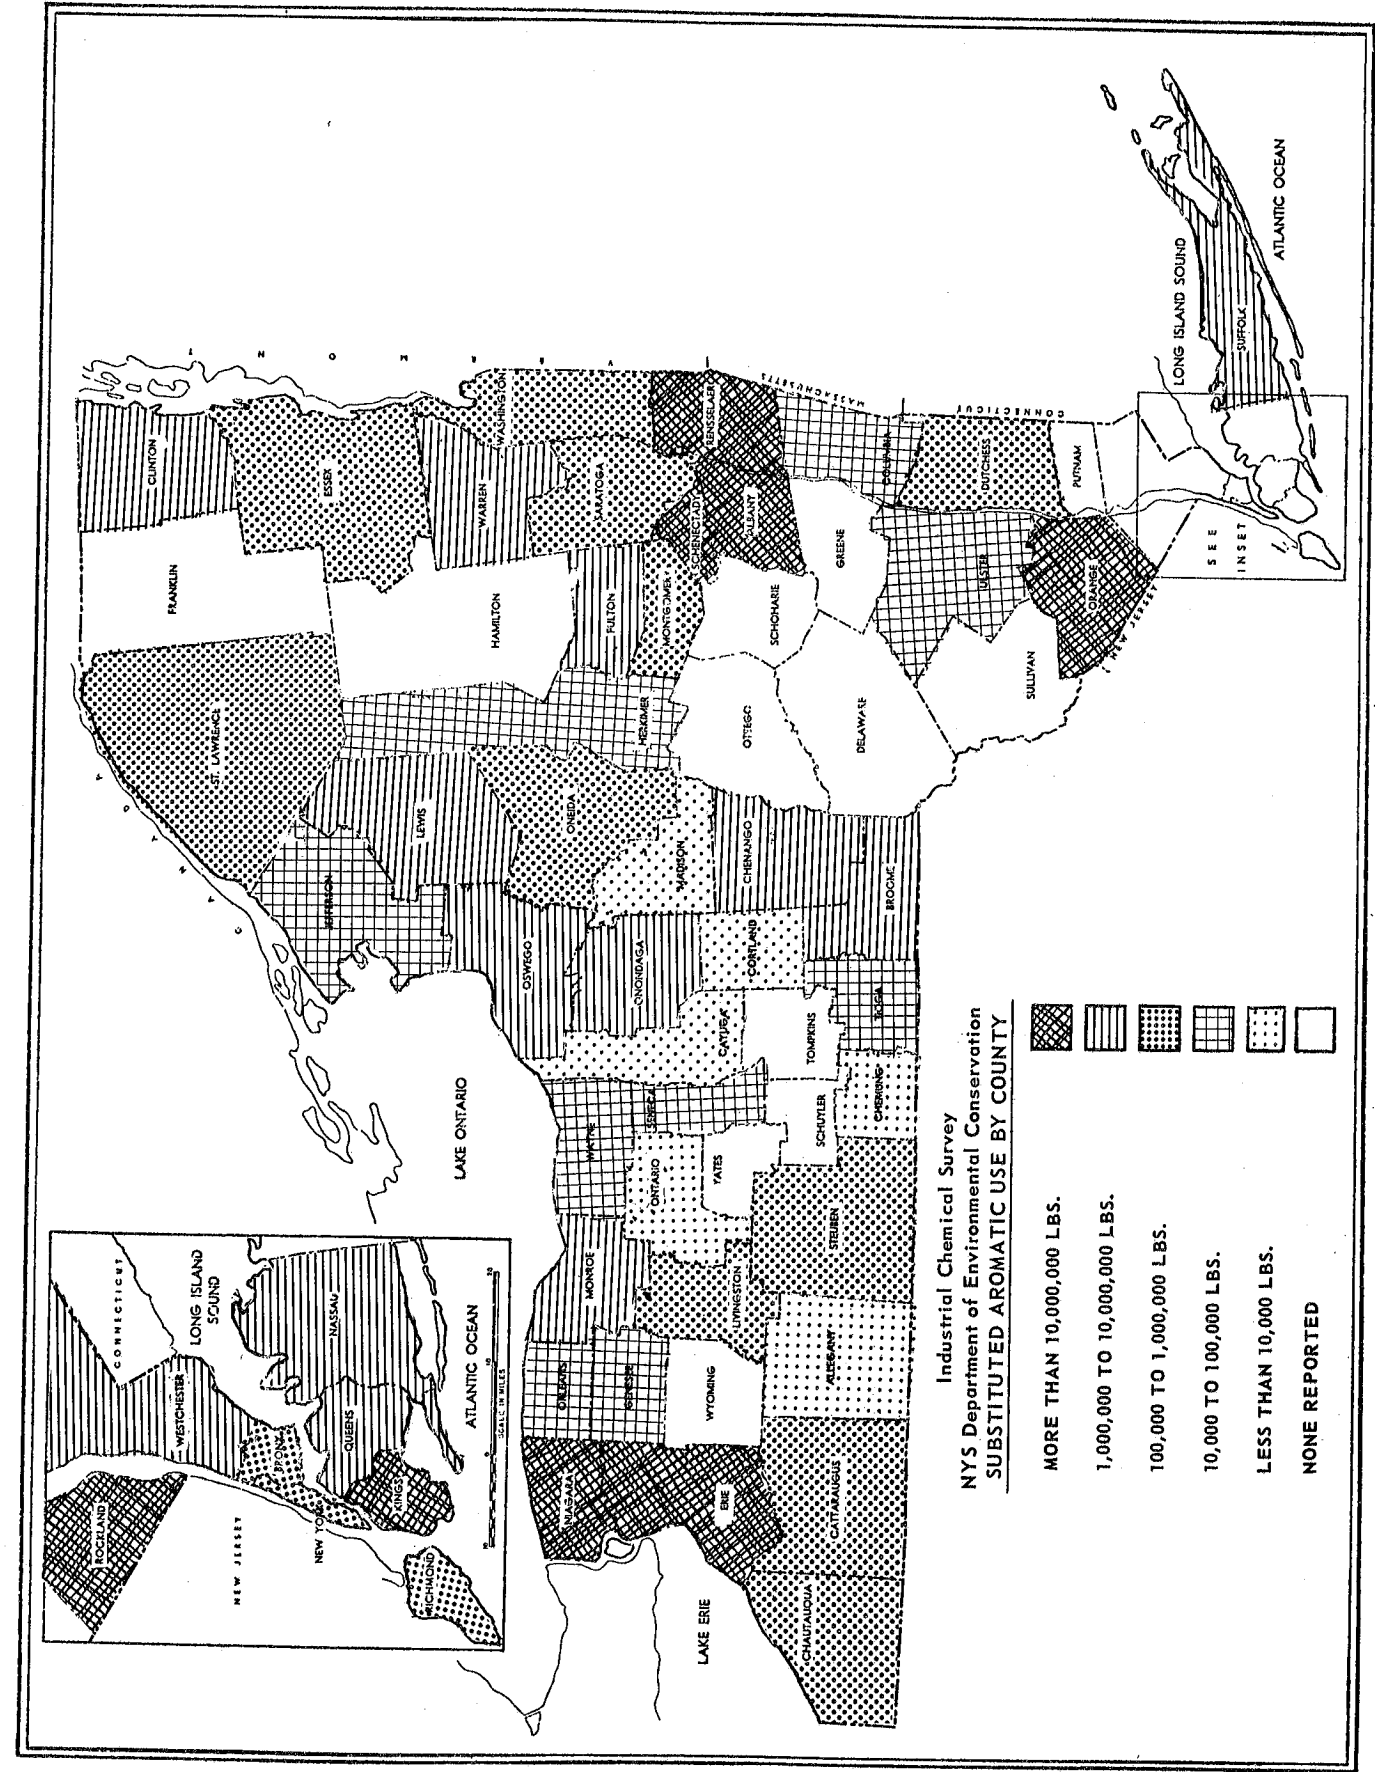 Industrial Chemical Survey
NYS Department of Environmental Conservation
SUBSTITUTED AROMATIC USE BY COUNTY
MORE THAN 10,000,000 LBS.
1,000,000 TO 10,000,000 LBS.
100,000 TO 1,000,000 LBS.
10,000 TO 100,000 LBS.
LESS THAN 10,000 LBS.
NONE REPORTED
CONNECTICUT
LONG ISLAND
SOUND
WESTCHESTER
NASSAU
ROCKLAND
BRONX
QUEENS
NEW JERSEY
NEW YORK
KINGS
RICHMOND
ATLANTIC OCEAN
SCALE IN MILES
10 0 10 20
CANADA
VERMONT
CLINTON
FRANKLIN
ST. LAWRENCE
ESSEX
JEFFERSON
LEWIS
HAMILTON
WARREN
WASHINGTON
LAKE ONTARIO
OSWEGO
ONEIDA
HERKIMER
FULTON
SARATOGA
MONTGOMERY
SCHENECTADY
RENSSELAER
ALBANY
NIAGARA
ORLEANS
MONROE
WAYNE
GENESEE
ONTARIO
SENECA
CAYUGA
ONONDAGA
MADISON
ERIE
WYOMING
LIVINGSTON
YATES
TOMPKINS
CORTLAND
CHENANGO
OTSEGO
SCHOHARIE
GREENE
COLUMBIA
MASSACHUSETTS
LAKE ERIE
CHAUTAUQUA
CATTARAUGUS
ALLEGANY
STEUBEN
SCHUYLER
CHEMUNG
TIOGA
BROOME
DELAWARE
ULSTER
DUTCHESS
CONNECTICUT
SULLIVAN
ORANGE
PUTNAM
NEW JERSEY
SEE
INSET
LONG ISLAND SOUND
SUFFOLK
ATLANTIC OCEAN